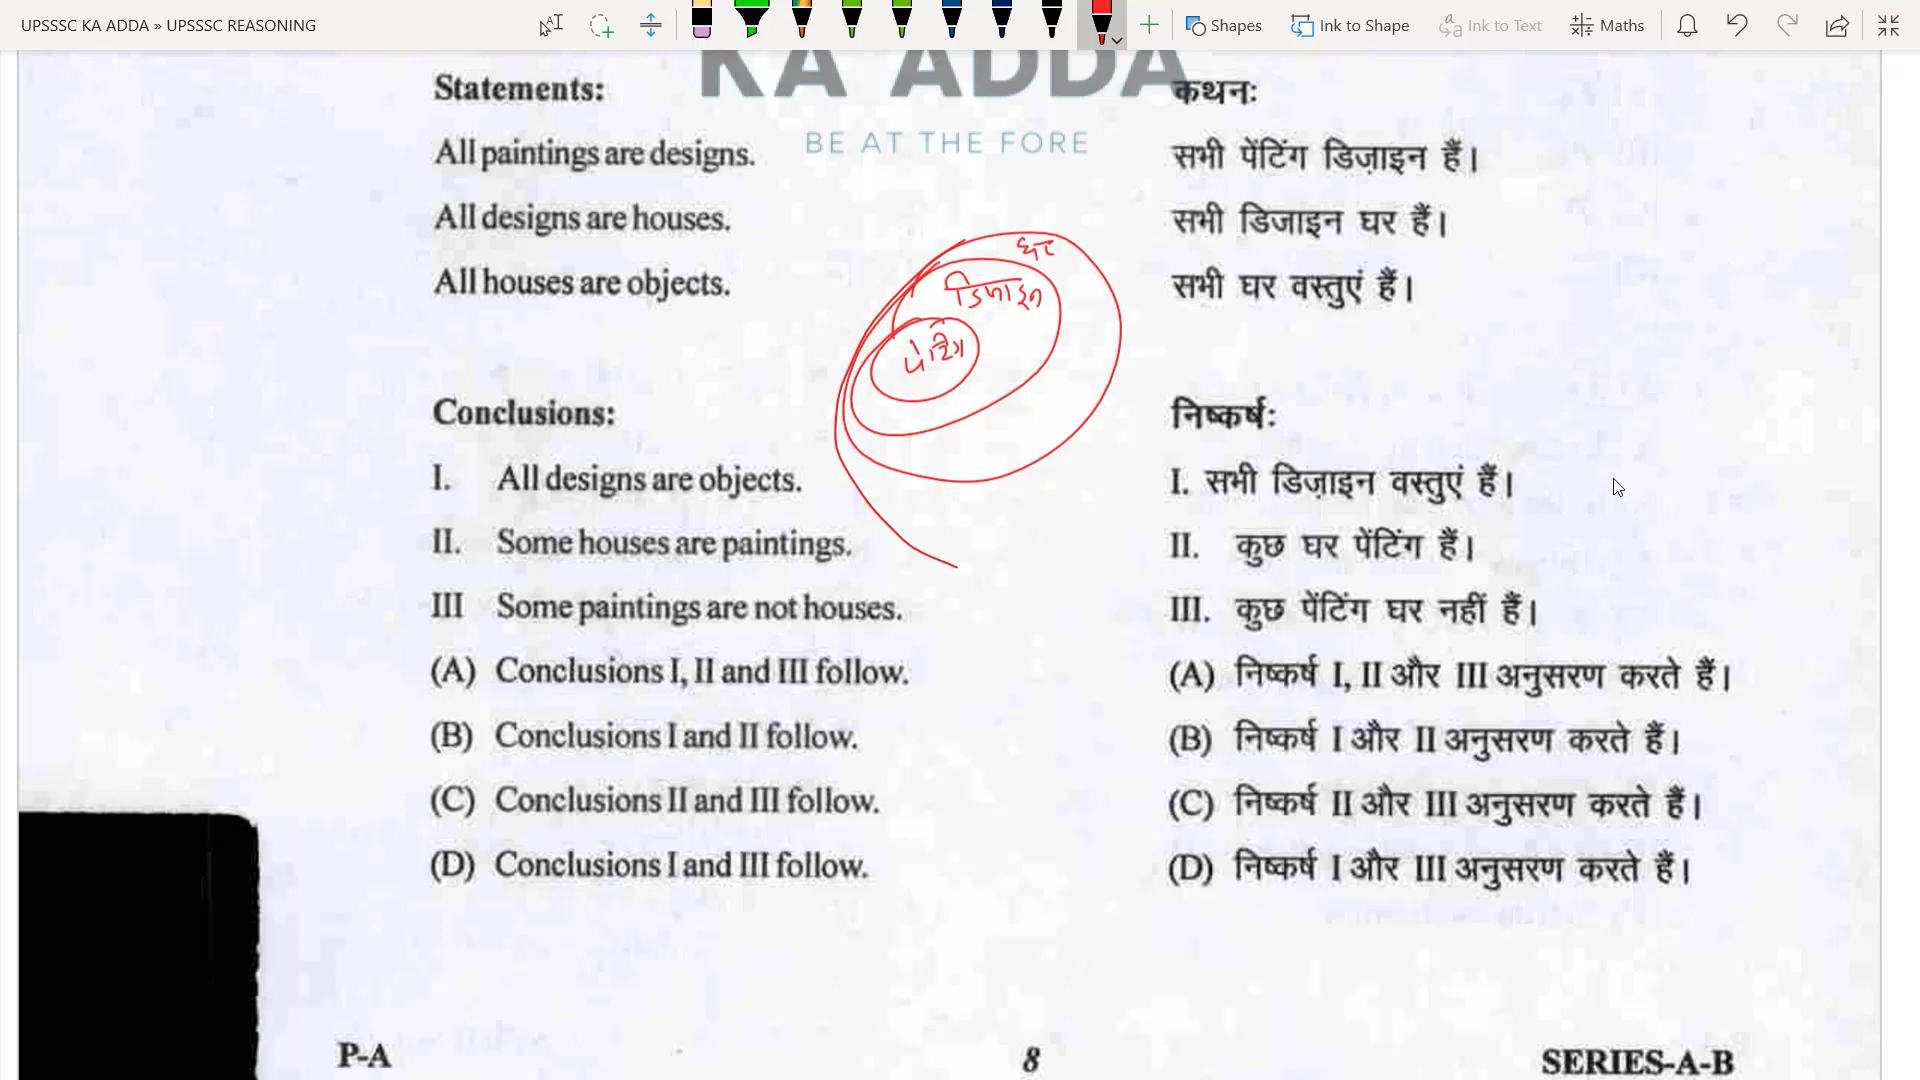 UPSSSC KA ADDA » UPSSSC REASONING
Shapes
Ink to Shape
Ink to Text
Maths
KA ADDA
BE AT THE FORE
Statements:
All paintings are designs.
All designs are houses.
All houses are objects.
Conclusions:
I. All designs are objects.
II. Some houses are paintings.
III Some paintings are not houses.
(A) Conclusions I, II and III follow.
(B) Conclusions I and II follow.
(C) Conclusions II and III follow.
(D) Conclusions I and III follow.
घर
डिजाइन
पेंटिंग
कथन:
सभी पेंटिंग डिज़ाइन हैं।
सभी डिजाइन घर हैं।
सभी घर वस्तुएं हैं।
निष्कर्ष:
I. सभी डिज़ाइन वस्तुएं हैं।
II. कुछ घर पेंटिंग हैं।
III. कुछ पेंटिंग घर नहीं हैं।
(A) निष्कर्ष I, II और III अनुसरण करते हैं।
(B) निष्कर्ष I और II अनुसरण करते हैं।
(C) निष्कर्ष II और III अनुसरण करते हैं।
(D) निष्कर्ष I और III अनुसरण करते हैं।
P-A
8
SERIES-A-B